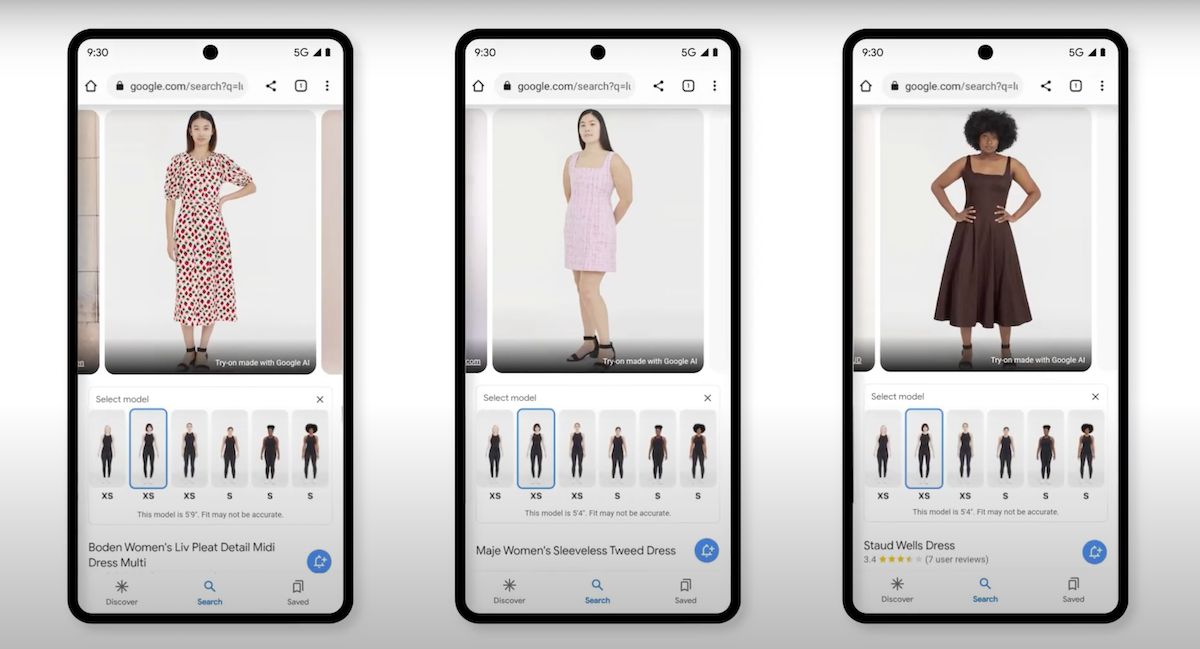 9:30
5G
google.com/search?q=lu
1
Try-on made with Google AI
Select model
XS
XS
XS
S
S
S
This model is 5'9". Fit may not be accurate.
Boden Women's Liv Pleat Detail Midi
Dress Multi
Discover
Search
Saved
9:30
5G
google.com/search?q=lu
1
com
Try-on made with Google AI
Select model
XS
XS
XS
S
S
S
This model is 5'4". Fit may not be accurate.
Maje Women's Sleeveless Tweed Dress
Discover
Search
Saved
9:30
5G
google.com/search?q=lu
1
Try-on made with Google AI
Select model
XS
XS
XS
S
S
S
This model is 5'4". Fit may not be accurate.
Staud Wells Dress
3.4 (7 user reviews)
Discover
Search
Saved